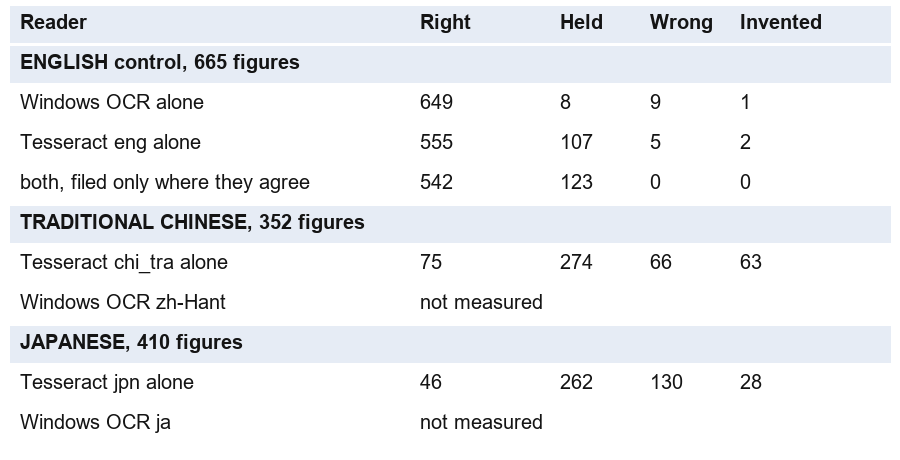 Reader Right Held Wrong Invented
ENGLISH control, 665 figures
Windows OCR alone 649 8 9 1
Tesseract eng alone 555 107 5 2
both, filed only where they agree 542 123 0 0
TRADITIONAL CHINESE, 352 figures
Tesseract chi_tra alone 75 274 66 63
Windows OCR zh-Hant not measured
JAPANESE, 410 figures
Tesseract jpn alone 46 262 130 28
Windows OCR ja not measured